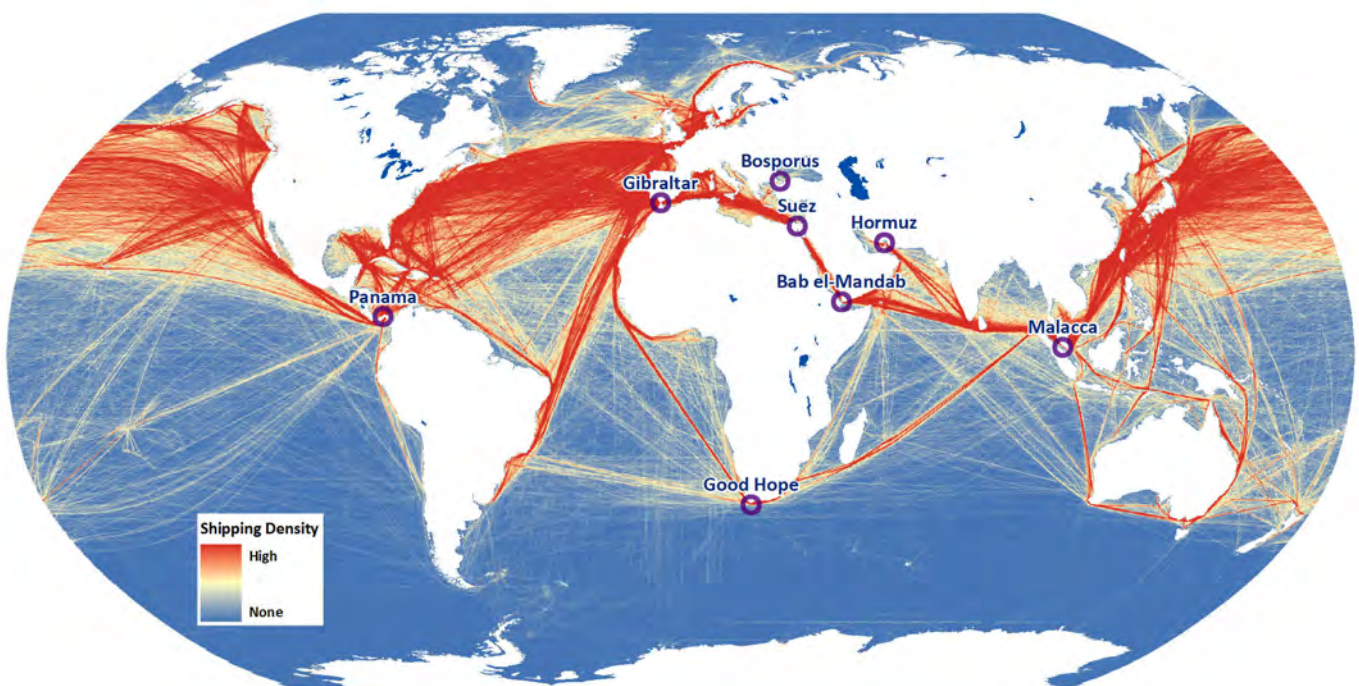 Bosporus
Gibraltar
Suez
Hormuz
Bab el-Mandab
Panama
Malacca
Good Hope
Shipping Density
High
None